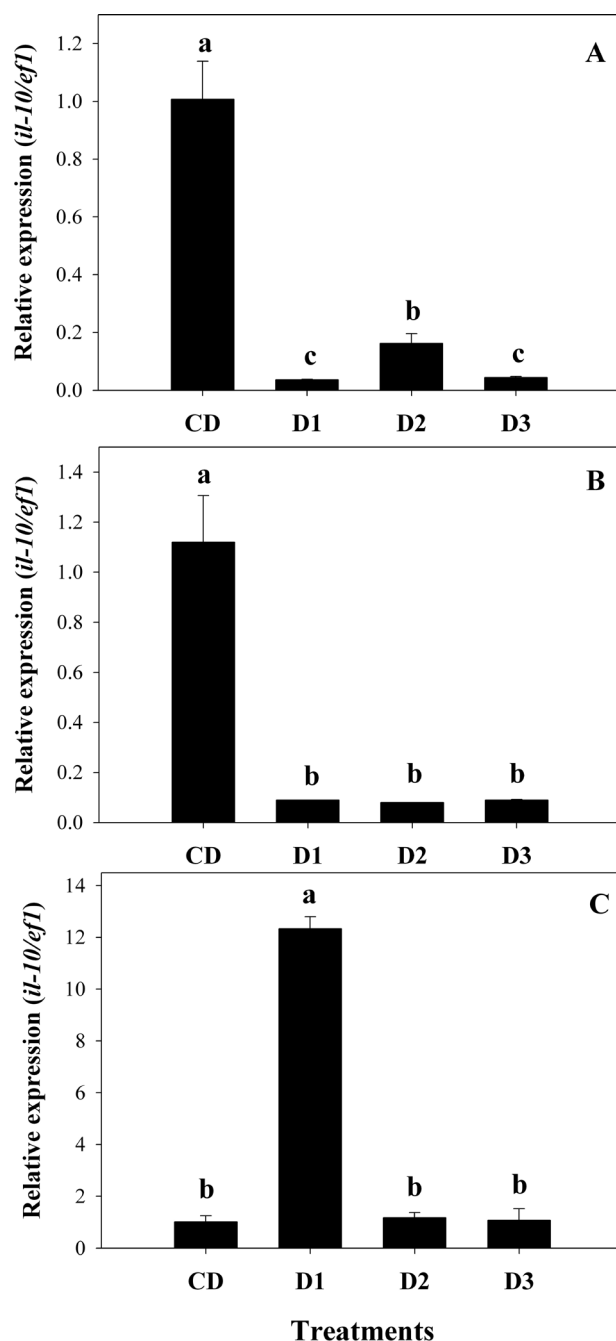 A
Relative expression (il-10/ef1)
1.2
1.0
0.8
0.6
0.4
0.2
0.0
a
c
b
c
CD D1 D2 D3
B
Relative expression (il-10/ef1)
1.4
1.2
1.0
0.8
0.6
0.4
0.2
0.0
a
b b b
CD D1 D2 D3
C
Relative expression (il-10/ef1)
14
12
10
8
6
4
2
0
a
b b b
CD D1 D2 D3
Treatments